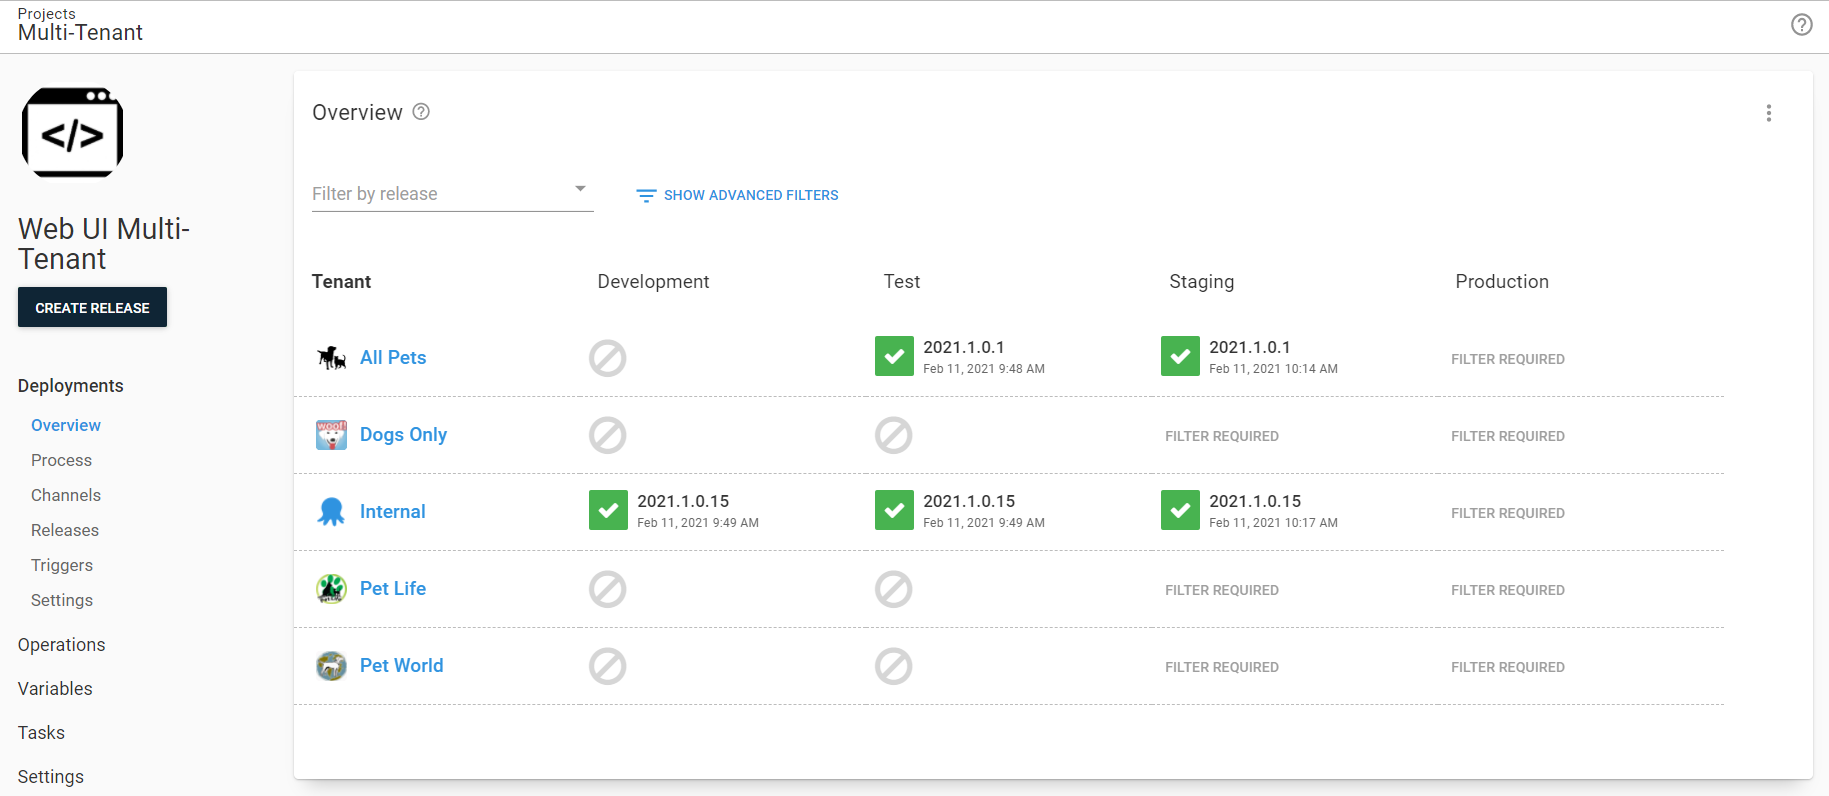 Projects
Multi-Tenant
</>
Web UI Multi-
Tenant
CREATE RELEASE
Deployments
Overview
Process
Channels
Releases
Triggers
Settings
Operations
Variables
Tasks
Settings
Overview
Filter by release
SHOW ADVANCED FILTERS
Tenant Development Test Staging Production
All Pets 2021.1.0.1 2021.1.0.1 FILTER REQUIRED
Feb 11, 2021 9:48 AM Feb 11, 2021 10:14 AM
woof!
Dogs Only FILTER REQUIRED FILTER REQUIRED
Internal 2021.1.0.15 2021.1.0.15 2021.1.0.15 FILTER REQUIRED
Feb 11, 2021 9:49 AM Feb 11, 2021 9:49 AM Feb 11, 2021 10:17 AM
Pet Life FILTER REQUIRED FILTER REQUIRED
Pet World FILTER REQUIRED FILTER REQUIRED